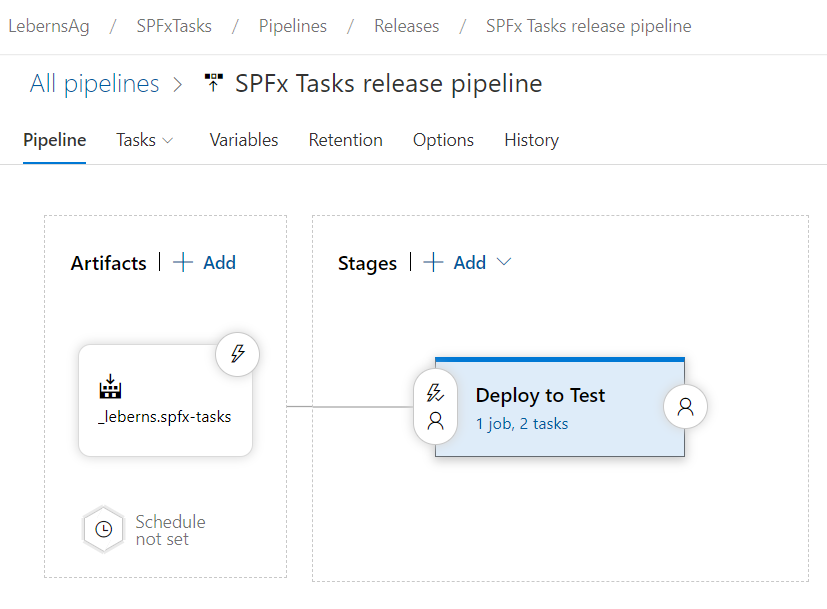 LebernsAg / SPFxTasks / Pipelines / Releases / SPFx Tasks release pipeline
All pipelines > SPFx Tasks release pipeline
Pipeline Tasks Variables Retention Options History
Artifacts | + Add
Stages | + Add
_leberns.spfx-tasks
Deploy to Test
1 job, 2 tasks
Schedule
not set